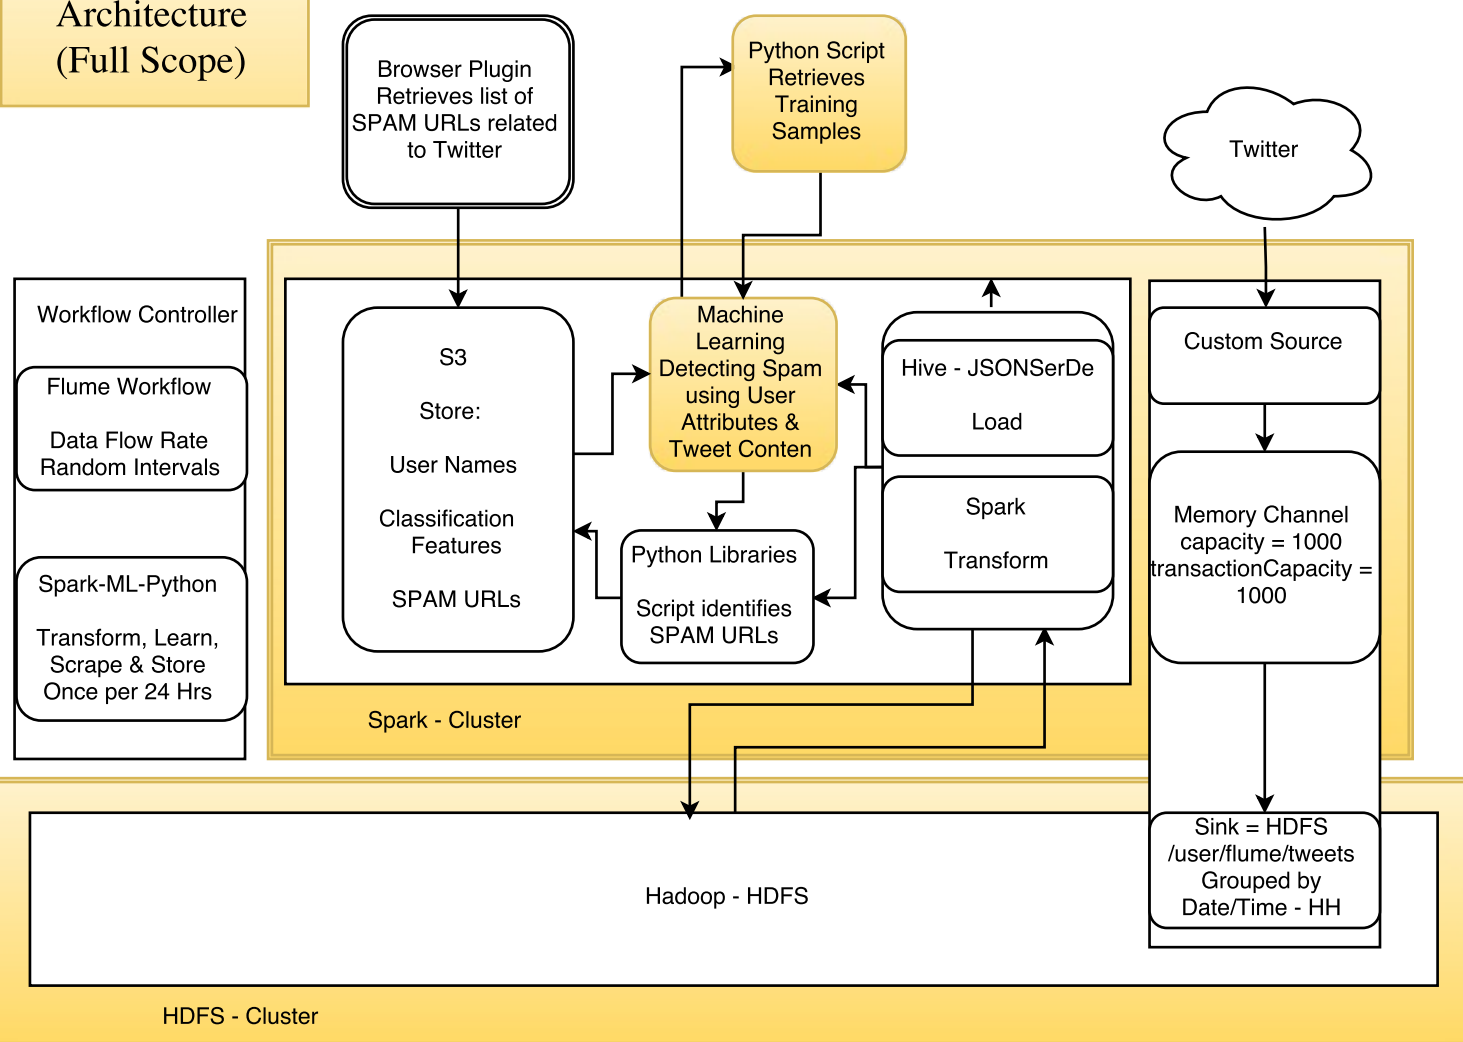 Architecture
(Full Scope)
Browser Plugin
Retrieves list of
SPAM URLs related
to Twitter
Python Script
Retrieves
Training
Samples
Twitter
Workflow Controller
Flume Workflow
Data Flow Rate
Random Intervals
Spark-ML-Python
Transform, Learn,
Scrape & Store
Once per 24 Hrs
S3
Store:
User Names
Classification
Features
SPAM URLs
Machine
Learning
Detecting Spam
using User
Attributes &
Tweet Conten
Python Libraries
Script identifies
SPAM URLs
Hive - JSONSerDe
Load
Spark
Transform
Custom Source
Memory Channel
capacity = 1000
transactionCapacity =
1000
Spark - Cluster
Sink = HDFS
/user/flume/tweets
Grouped by
Date/Time - HH
Hadoop - HDFS
HDFS - Cluster